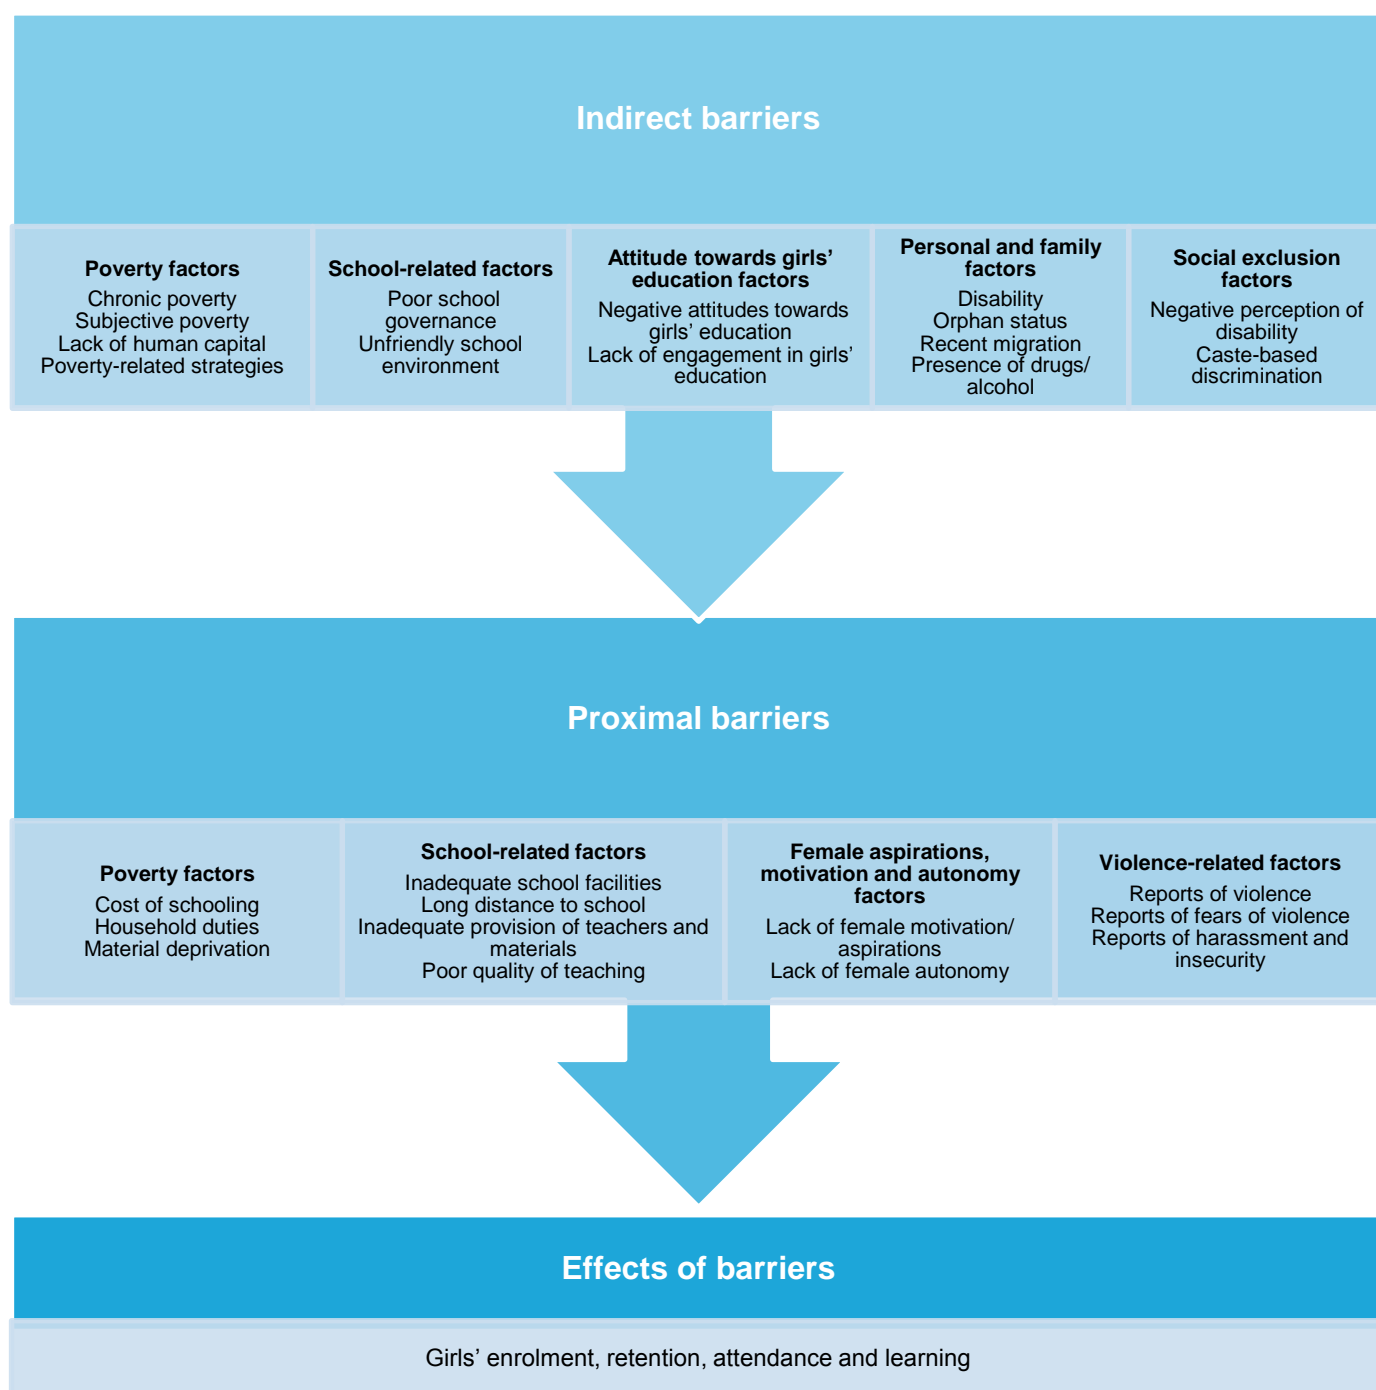 Indirect barriers
Poverty factors
Chronic poverty
Subjective poverty
Lack of human capital
Poverty-related strategies
School-related factors
Poor school
governance
Unfriendly school
environment
Attitude towards girls’
education factors
Negative attitudes towards
girls’ education
Lack of engagement in girls’
education
Personal and family
factors
Disability
Orphan status
Recent migration
Presence of drugs/
alcohol
Social exclusion
factors
Negative perception of
disability
Caste-based
discrimination
Proximal barriers
Poverty factors
Cost of schooling
Household duties
Material deprivation
School-related factors
Inadequate school facilities
Long distance to school
Inadequate provision of teachers and
materials
Poor quality of teaching
Female aspirations,
motivation and autonomy
factors
Lack of female motivation/
aspirations
Lack of female autonomy
Violence-related factors
Reports of violence
Reports of fears of violence
Reports of harassment and
insecurity
Effects of barriers
Girls’ enrolment, retention, attendance and learning